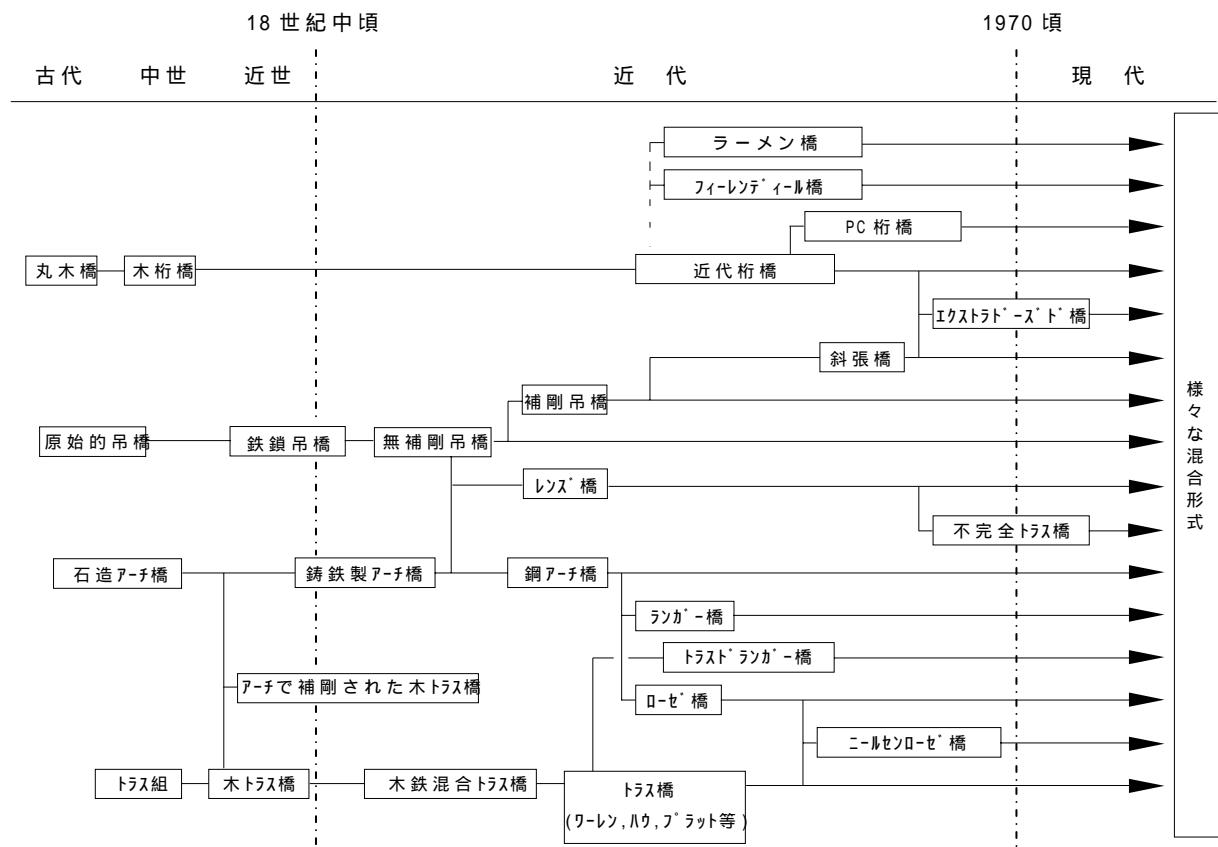 18世紀中頃
1970頃
古代 中世 近世 近代 現代
ラーメン橋
フィーレンディール橋
PC桁橋
丸木橋
木桁橋
近代桁橋
エクストラドーズド橋
斜張橋
補剛吊橋
原始的吊橋
鉄鎖吊橋
無補剛吊橋
レンズ橋
不完全トラス橋
石造アーチ橋
鋳鉄製アーチ橋
鋼アーチ橋
ランガー橋
トラスドランガー橋
アーチで補剛された木トラス橋
ローゼ橋
ニールセンローゼ橋
トラス組
木トラス橋
木鉄混合トラス橋
トラス橋
(ワーレン,ハウ,プラット等)
様々な混合形式